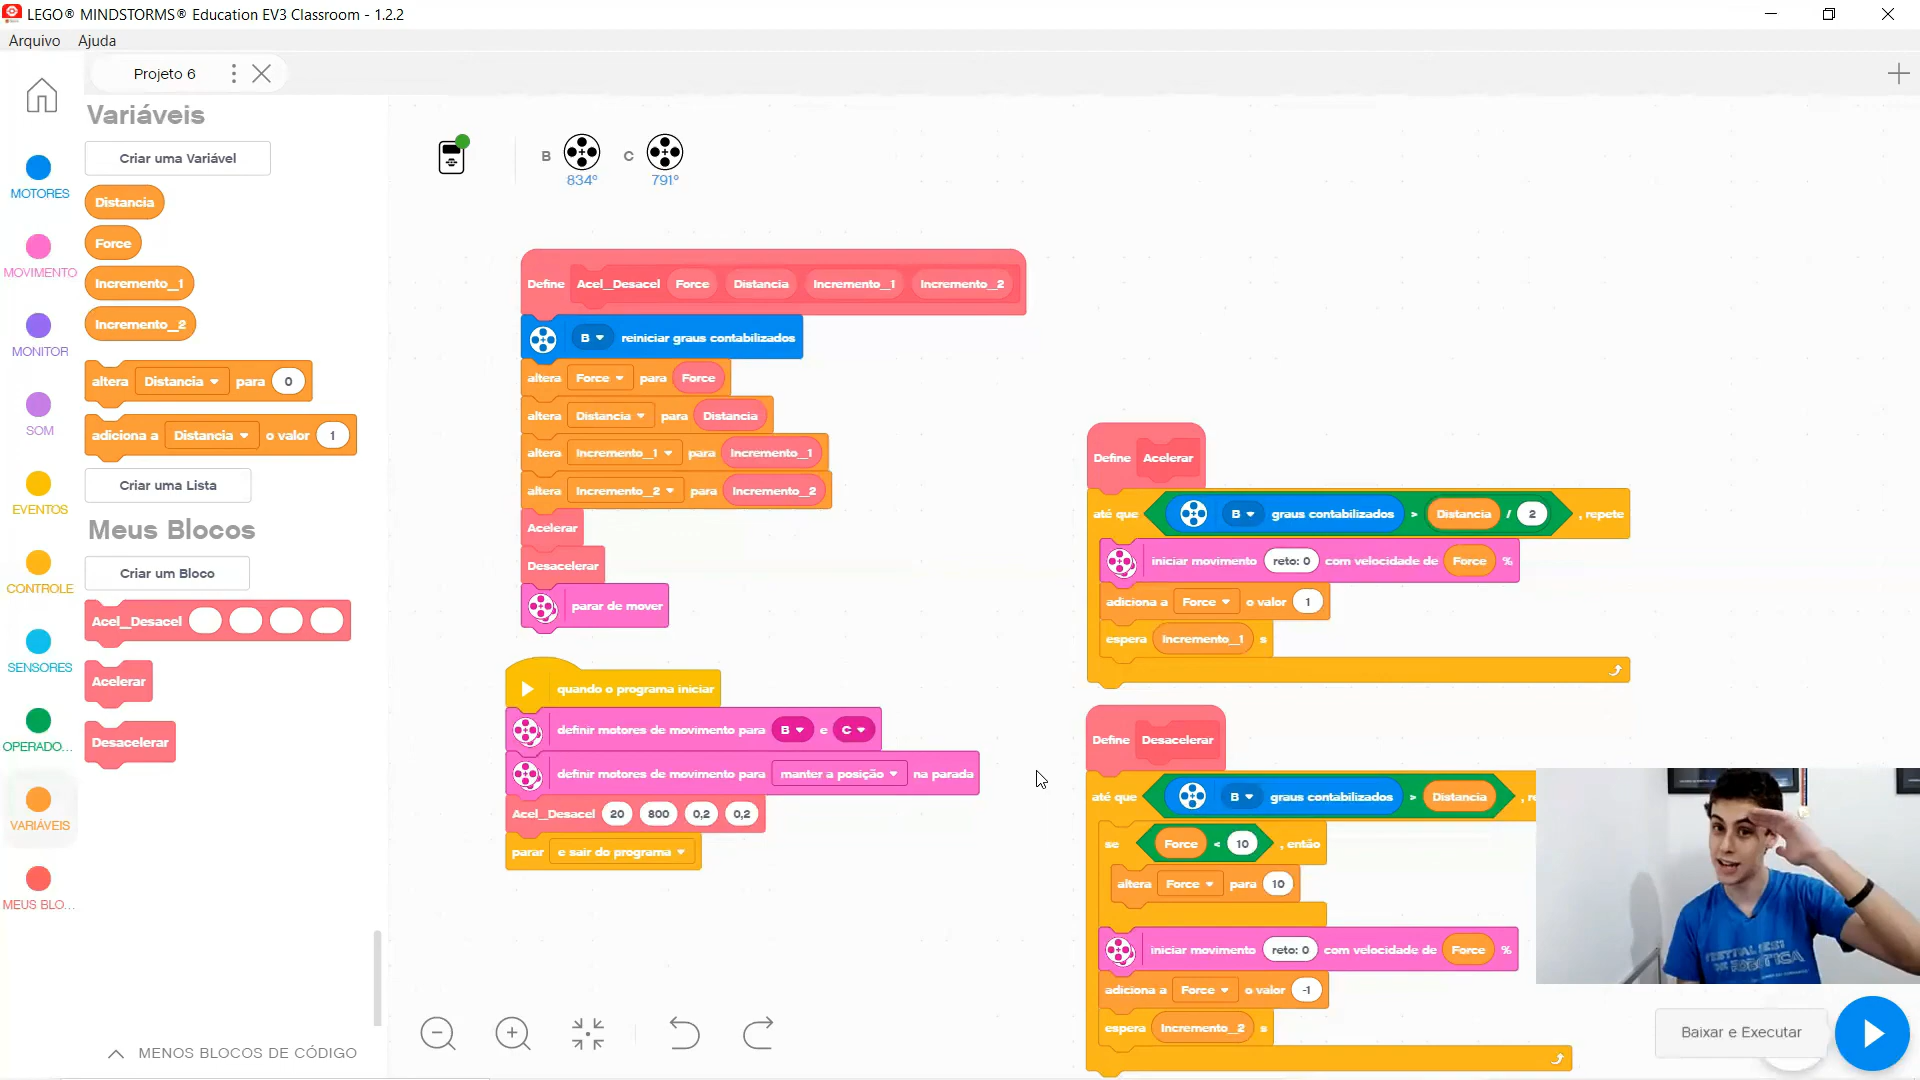 LEGO® MINDSTORMS® Education EV3 Classroom - 1.2.2
Arquivo Ajuda
Projeto 6
Variáveis
Criar uma Variável
Distancia
Force
Incremento_1
Incremento_2
altera Distancia para 0
adiciona a Distancia o valor 1
Criar uma Lista
Meus Blocos
Criar um Bloco
Acel_Desacel
Acelerar
Desacelerar
MENOS BLOCOS DE CÓDIGO
MOTORES
MOVIMENTO
MONITOR
SOM
EVENTOS
CONTROLE
SENSORES
OPERADO...
VARIÁVEIS
MEUS BLO...
B 834° C 791°
Define Acel_Desacel Force Distancia Incremento_1 Incremento_2
B reiniciar graus contabilizados
altera Force para Force
altera Distancia para Distancia
altera Incremento_1 para Incremento_1
altera Incremento_2 para Incremento_2
Acelerar
Desacelerar
parar de mover
quando o programa iniciar
definir motores de movimento para B e C
definir motores de movimento para manter a posição na parada
Acel_Desacel 20 800 0,2 0,2
parar e sair do programa
Define Acelerar
até que B graus contabilizados > Distancia / 2 , repete
iniciar movimento reto: 0 com velocidade de Force %
adiciona a Force o valor 1
espera Incremento_1 s
Define Desacelerar
até que B graus contabilizados > Distancia , re
se Force < 10 , então
altera Force para 10
iniciar movimento reto: 0 com velocidade de Force %
adiciona a Force o valor -1
espera Incremento_2 s
DE ROBÓTICA
Baixar e Executar